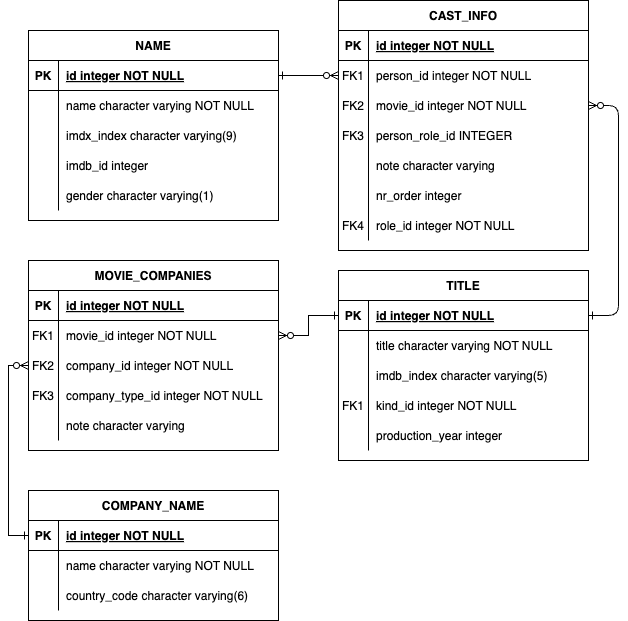 NAME
PK id integer NOT NULL
name character varying NOT NULL
imdx_index character varying(9)
imdb_id integer
gender character varying(1)
CAST_INFO
PK id integer NOT NULL
FK1 person_id integer NOT NULL
FK2 movie_id integer NOT NULL
FK3 person_role_id INTEGER
note character varying
nr_order integer
FK4 role_id integer NOT NULL
MOVIE_COMPANIES
PK id integer NOT NULL
FK1 movie_id integer NOT NULL
FK2 company_id integer NOT NULL
FK3 company_type_id integer NOT NULL
note character varying
TITLE
PK id integer NOT NULL
title character varying NOT NULL
imdb_index character varying(5)
FK1 kind_id integer NOT NULL
production_year integer
COMPANY_NAME
PK id integer NOT NULL
name character varying NOT NULL
country_code character varying(6)